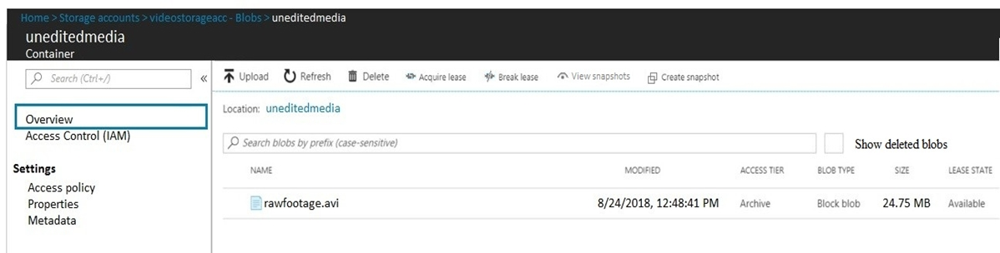 Home > Storage accounts > videostorageacc - Blobs > uneditedmedia
uneditedmedia
Container
Search (Ctrl+/)
«
Overview
Access Control (IAM)
Settings
Access policy
Properties
Metadata
Upload Refresh Delete Acquire lease Break lease View snapshots Create snapshot
Location: uneditedmedia
Search blobs by prefix (case-sensitive)
Show deleted blobs
NAME MODIFIED ACCESS TIER BLOB TYPE SIZE LEASE STATE
rawfootage.avi 8/24/2018, 12:48:41 PM Archive Block blob 24.75 MB Available